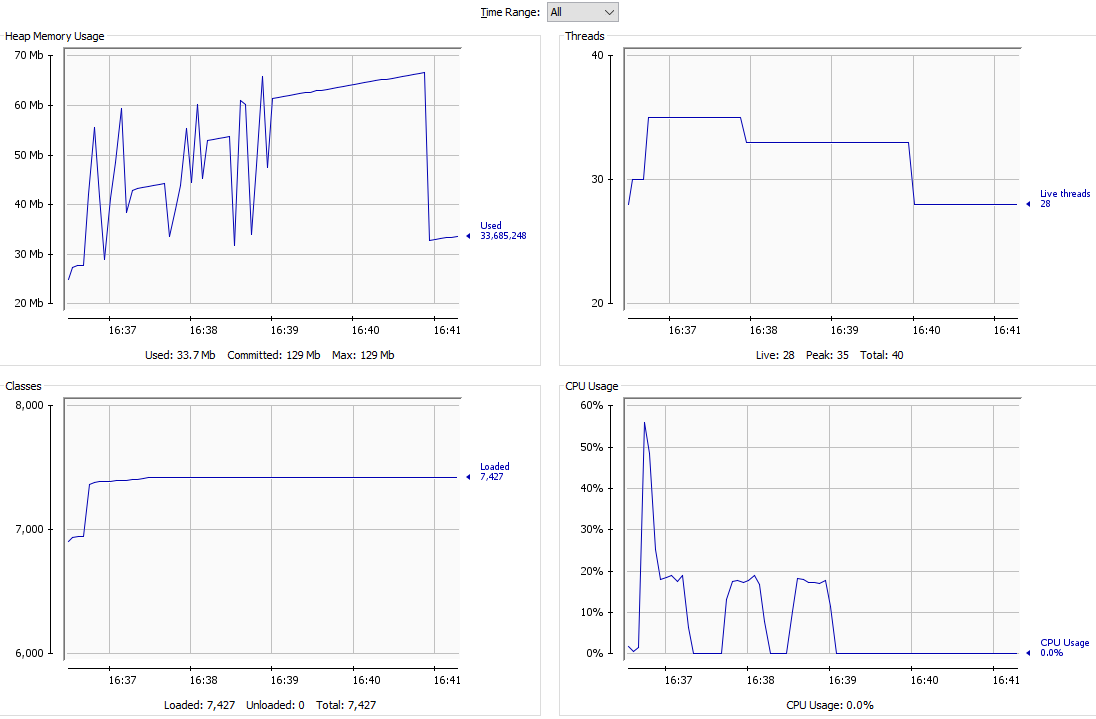 Time Range: All
Heap Memory Usage
70 Mb
60 Mb
50 Mb
40 Mb
30 Mb
20 Mb
Used
33,685,248
16:37 16:38 16:39 16:40 16:41
Used: 33.7 Mb Committed: 129 Mb Max: 129 Mb
Threads
40
30
20
Live threads
28
16:37 16:38 16:39 16:40 16:41
Live: 28 Peak: 35 Total: 40
Classes
8,000
7,000
6,000
Loaded
7,427
16:37 16:38 16:39 16:40 16:41
Loaded: 7,427 Unloaded: 0 Total: 7,427
CPU Usage
60%
50%
40%
30%
20%
10%
0%
CPU Usage
0.0%
16:37 16:38 16:39 16:40 16:41
CPU Usage: 0.0%